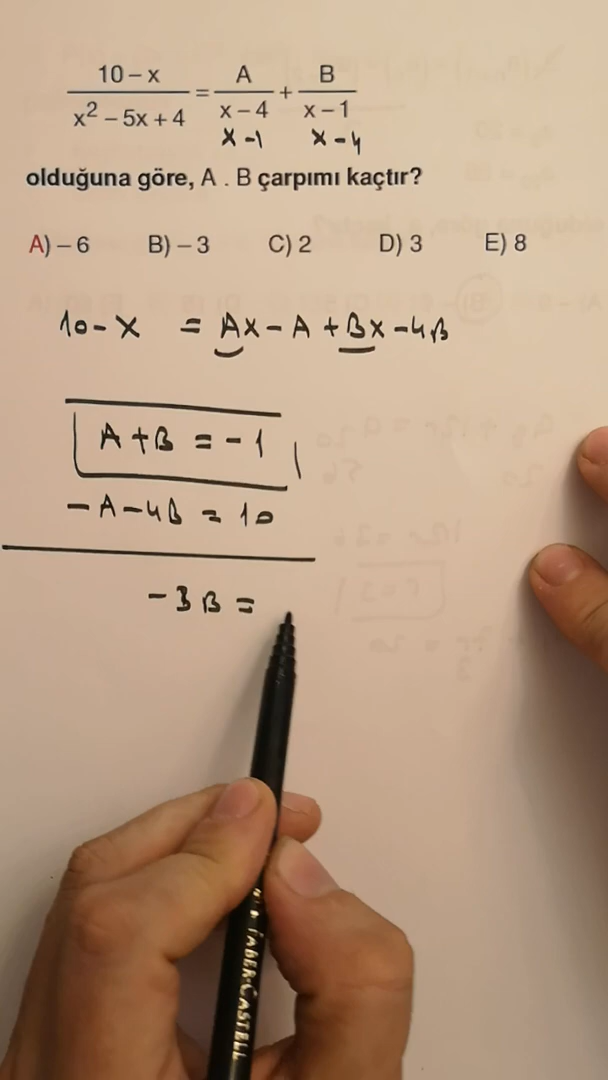 10 – x / x² – 5x + 4 = A / x – 4 + B / x – 1
x-1 x-4
olduğuna göre, A . B çarpımı kaçtır?
A) – 6 B) – 3 C) 2 D) 3 E) 8
10-x = Ax-A+Bx-4B
A+B = -1
-A-4B = 10
-3B =
FABER-CASTELL